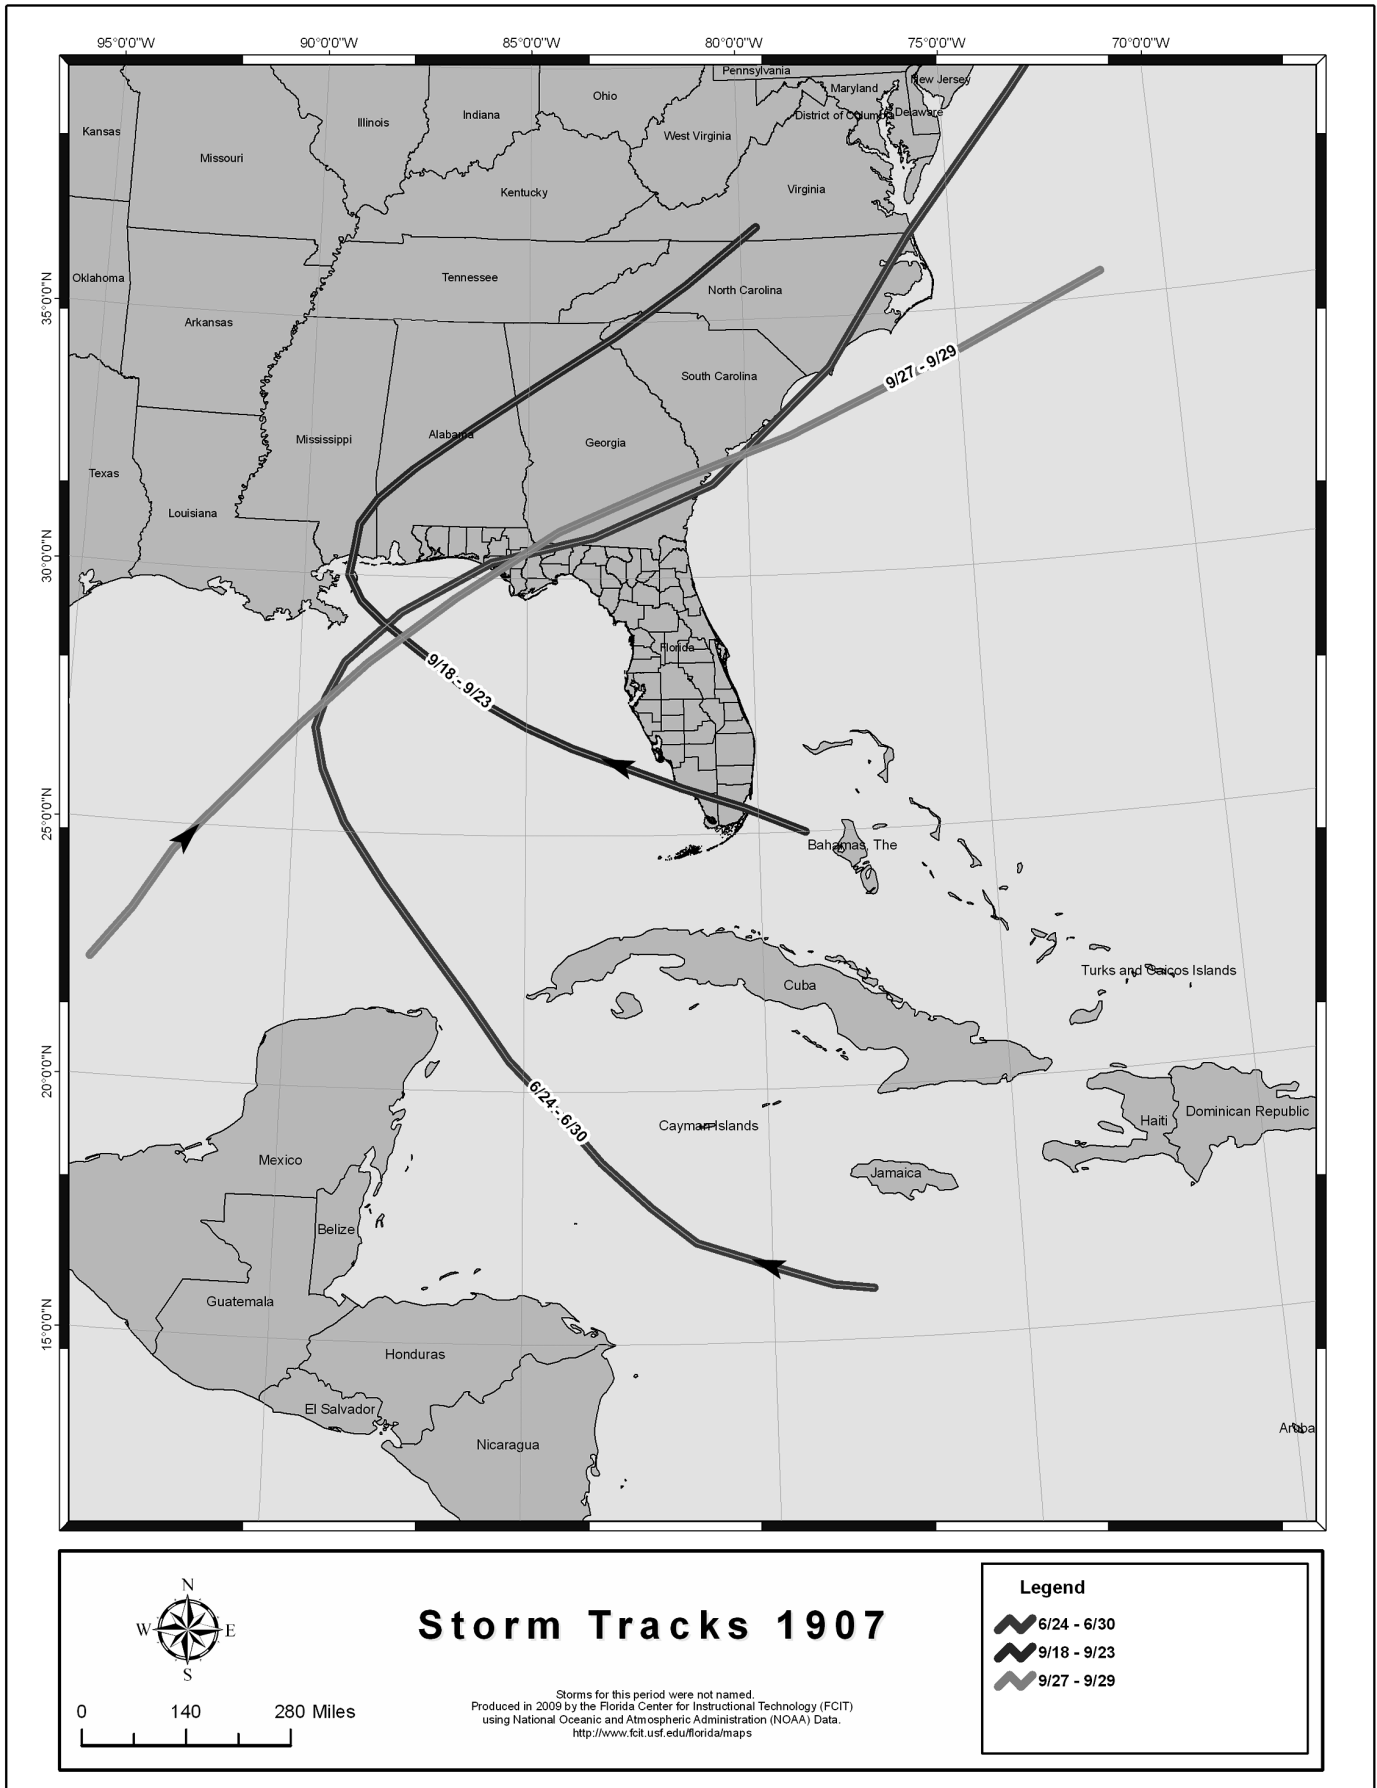 95°0'0"W 90°0'0"W 85°0'0"W 80°0'0"W 75°0'0"W 70°0'0"W
Pennsylvania
New Jersey
Ohio
Maryland
Indiana
Illinois
District of Columbia
Delaware
Kansas
West Virginia
Missouri
Kentucky
Virginia
Oklahoma
Tennessee
North Carolina
35°0'0"N
Arkansas
9/27 - 9/29
South Carolina
Alabama
Mississippi
Georgia
Texas
Louisiana
30°0'0"N
Florida
9/18 - 9/23
25°0'0"N
Bahamas, The
Turks and Caicos Islands
Cuba
20°0'0"N
6/24 - 6/30
Dominican Republic
Haiti
Cayman Islands
Mexico
Jamaica
Belize
Guatemala
15°0'0"N
Honduras
El Salvador
Aruba
Nicaragua
N
W E
S
0 140 280 Miles
Storm Tracks 1907
Storms for this period were not named.
Produced in 2009 by the Florida Center for Instructional Technology (FCIT)
using National Oceanic and Atmospheric Administration (NOAA) Data.
http://www.fcit.usf.edu/florida/maps
Legend
6/24 - 6/30
9/18 - 9/23
9/27 - 9/29